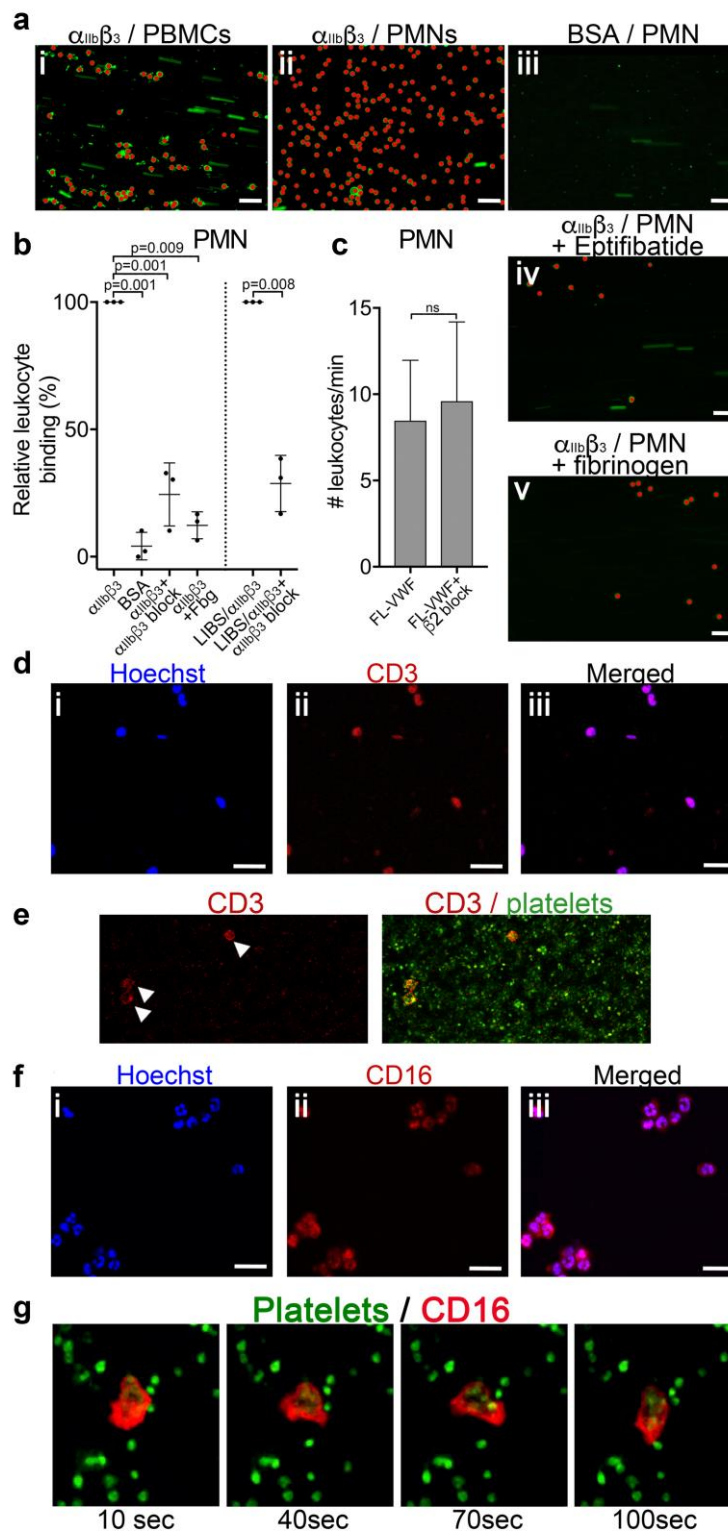 a
αIIbβ3 / PBMCs
αIIbβ3 / PMNs
BSA / PMN
i
ii
iii
b
PMN
p=0.009
p=0.001
p=0.001
p=0.008
100
50
0
Relative leukocyte
binding (%)
αIIbβ3
BSA
αIIbβ3+
αIIbβ3 block
αIIbβ3
+Fbg
LIBS/αIIbβ3
LIBS/αIIbβ3+
αIIbβ3 block
c
PMN
ns
15
10
5
0
# leukocytes/min
FL-VWF
FL-VWF+
β2 block
αIIbβ3 / PMN
+ Eptifibatide
iv
αIIbβ3 / PMN
+ fibrinogen
v
d
Hoechst
CD3
Merged
i
ii
iii
e
CD3
CD3 / platelets
f
Hoechst
CD16
Merged
i
ii
iii
g
Platelets / CD16
10 sec
40sec
70sec
100sec